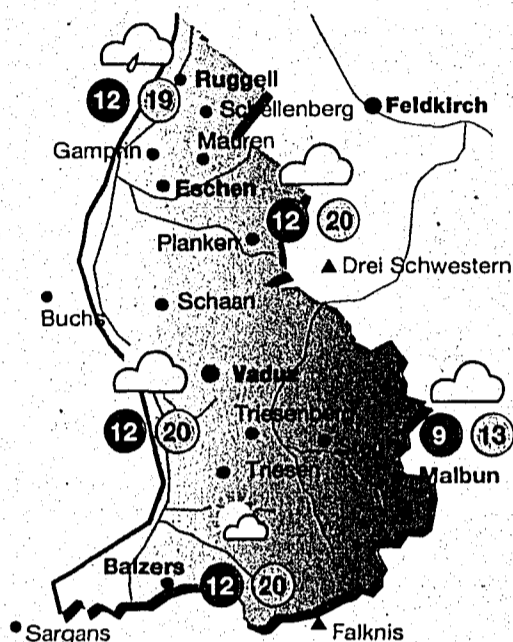 Ruggell
12 19
Schellenberg
Feldkirch
Mauren
Gamprin
Eschen
12 20
Planken
Drei Schwestern
Schaan
Buchs
Vaduz
Triesenberg
12 20
9 13
Malbun
Triesen
Balzers
12 20
Sargans
Falknis